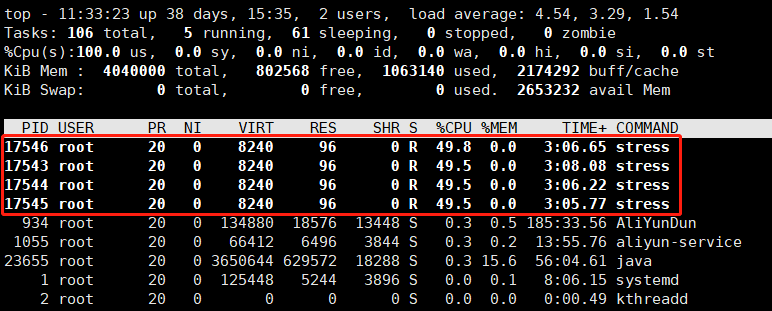 top - 11:33:23 up 38 days, 15:35,  2 users,  load average: 4.54, 3.29, 1.54
Tasks: 106 total,   5 running,  61 sleeping,   0 stopped,   0 zombie
%Cpu(s):100.0 us,  0.0 sy,  0.0 ni,  0.0 id,  0.0 wa,  0.0 hi,  0.0 si,  0.0 st
KiB Mem :  4040000 total,   802568 free,  1063140 used,  2174292 buff/cache
KiB Swap:        0 total,        0 free,        0 used.  2653232 avail Mem
PID USER      PR  NI    VIRT    RES    SHR S  %CPU %MEM     TIME+ COMMAND
17546 root      20   0    8240     96      0 R  49.8  0.0   3:06.65 stress
17543 root      20   0    8240     96      0 R  49.5  0.0   3:08.08 stress
17544 root      20   0    8240     96      0 R  49.5  0.0   3:06.22 stress
17545 root      20   0    8240     96      0 R  49.5  0.0   3:05.77 stress
934 root      20   0  134880  18576  13448 S   0.3  0.5 185:33.56 AliYunDun
1055 root      20   0   66412   6496   3844 S   0.3  0.2  13:55.76 aliyun-service
23655 root      20   0 3650644 629572  18288 S   0.3 15.6  56:04.61 java
1 root      20   0  125448   5244   3896 S   0.0  0.1   8:06.15 systemd
2 root      20   0       0      0      0 S   0.0  0.0   0:00.49 kthreadd